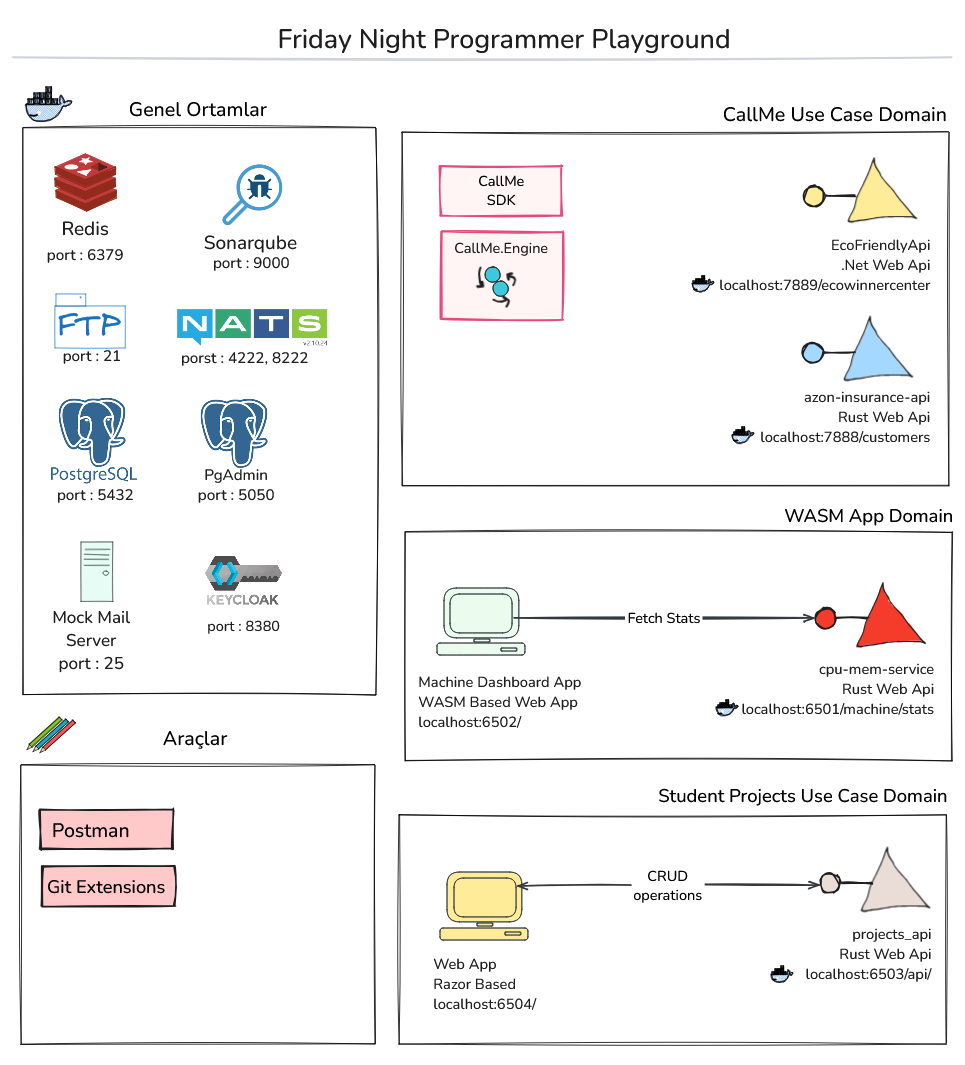 Friday Night Programmer Playground
Genel Ortamlar
Redis
port : 6379
Sonarqube
port : 9000
FTP
port : 21
NATS
v2.10.24
porst : 4222, 8222
PostgreSQL
port : 5432
PgAdmin
port : 5050
Mock Mail
Server
port : 25
KEYCLOAK
port : 8380
Araçlar
Postman
Git Extensions
CallMe Use Case Domain
CallMe
SDK
CallMe.Engine
EcoFriendlyApi
.Net Web Api
localhost:7889/ecowinnercenter
azon-insurance-api
Rust Web Api
localhost:7888/customers
WASM App Domain
Fetch Stats
Machine Dashboard App
WASM Based Web App
localhost:6502/
cpu-mem-service
Rust Web Api
localhost:6501/machine/stats
Student Projects Use Case Domain
CRUD
operations
Web App
Razor Based
localhost:6504/
projects_api
Rust Web Api
localhost:6503/api/